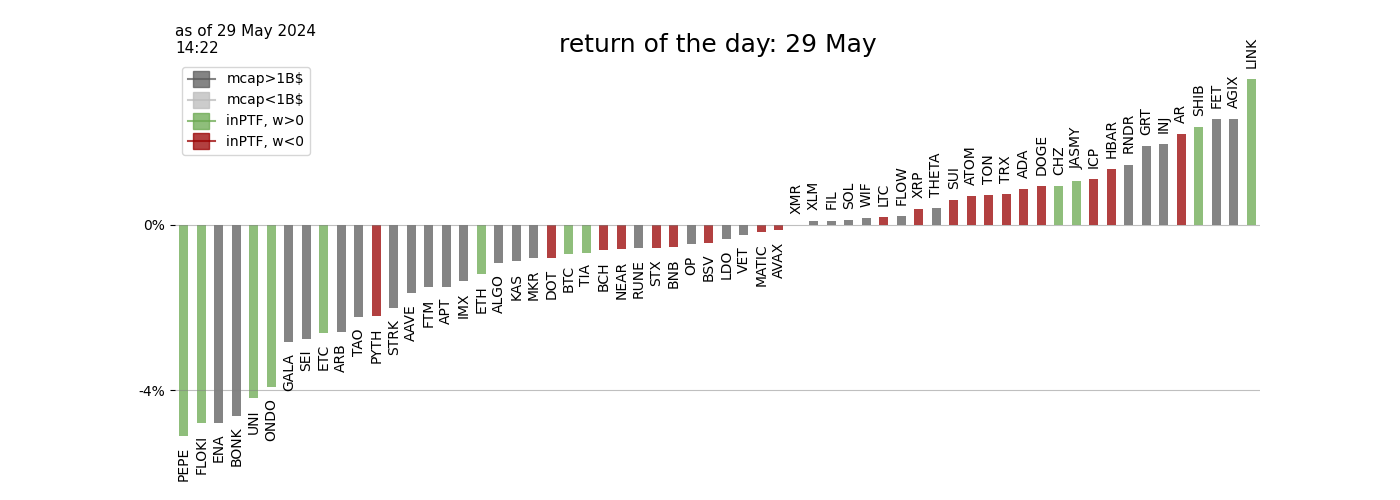 as of 29 May 2024
14:22
return of the day: 29 May
mcap>1B$
mcap<1B$
inPTF, w>0
inPTF, w<0
0%
-4%
PEPE
FLOKI
ENA
BONK
UNI
ONDO
GALA
SEI
ETC
ARB
TAO
PYTH
STRK
AAVE
FTM
APT
IMX
ETH
ALGO
KAS
MKR
DOT
BTC
TIA
BCH
NEAR
RUNE
STX
BNB
OP
BSV
LDO
VET
MATIC
AVAX
XMR
XLM
FIL
SOL
WIF
LTC
FLOW
XRP
THETA
SUI
ATOM
TON
TRX
ADA
DOGE
CHZ
JASMY
ICP
HBAR
RNDR
GRT
INJ
AR
SHIB
FET
AGIX
LINK